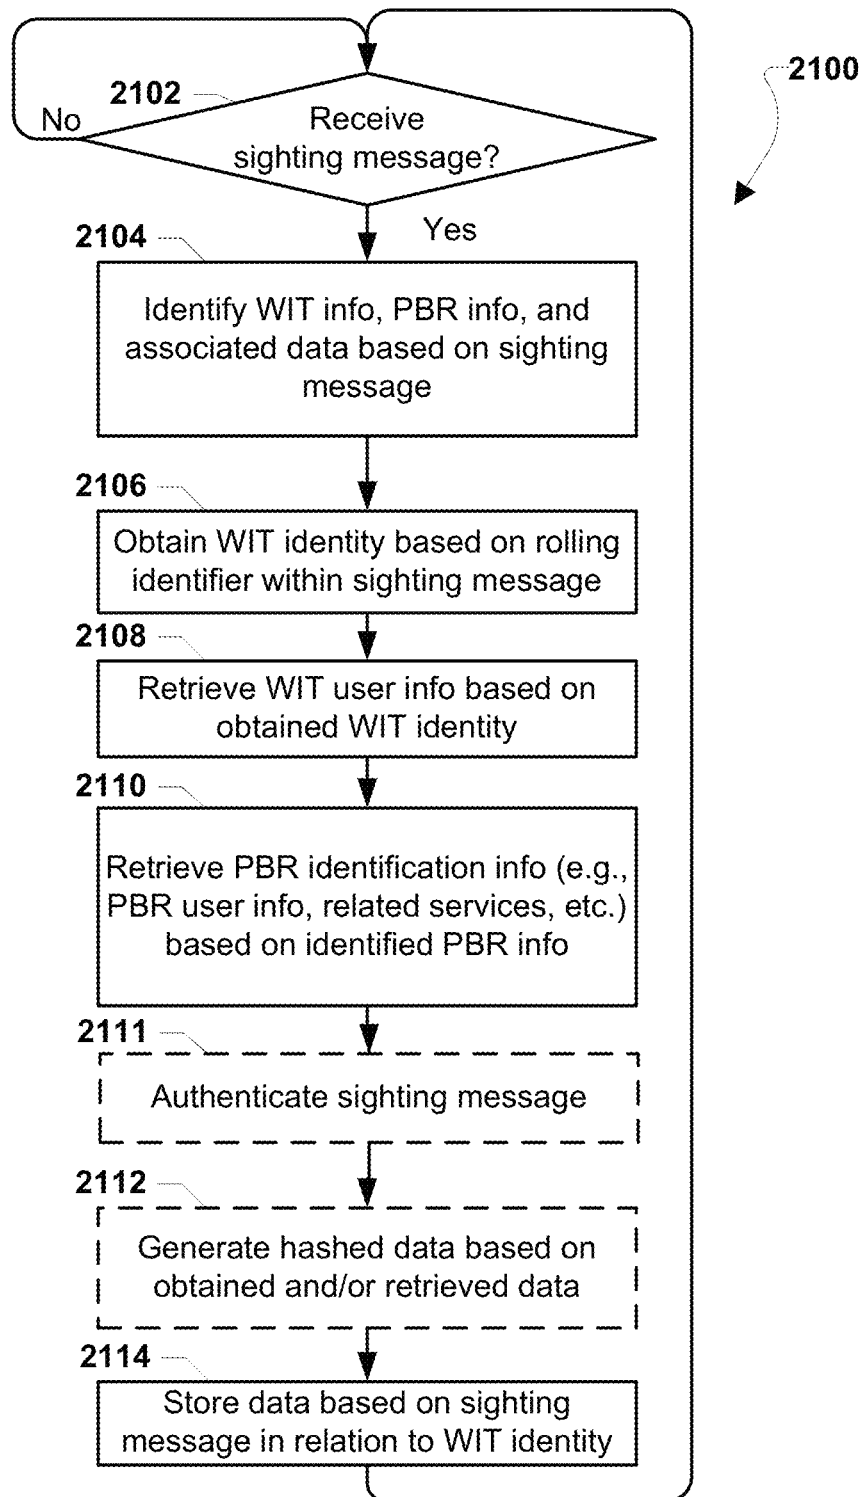 2100
2102
No
Receive
sighting message?
Yes
2104
Identify WIT info, PBR info, and
associated data based on sighting
message
2106
Obtain WIT identity based on rolling
identifier within sighting message
2108
Retrieve WIT user info based on
obtained WIT identity
2110
Retrieve PBR identification info (e.g.,
PBR user info, related services, etc.)
based on identified PBR info
2111
Authenticate sighting message
2112
Generate hashed data based on
obtained and/or retrieved data
2114
Store data based on sighting
message in relation to WIT identity